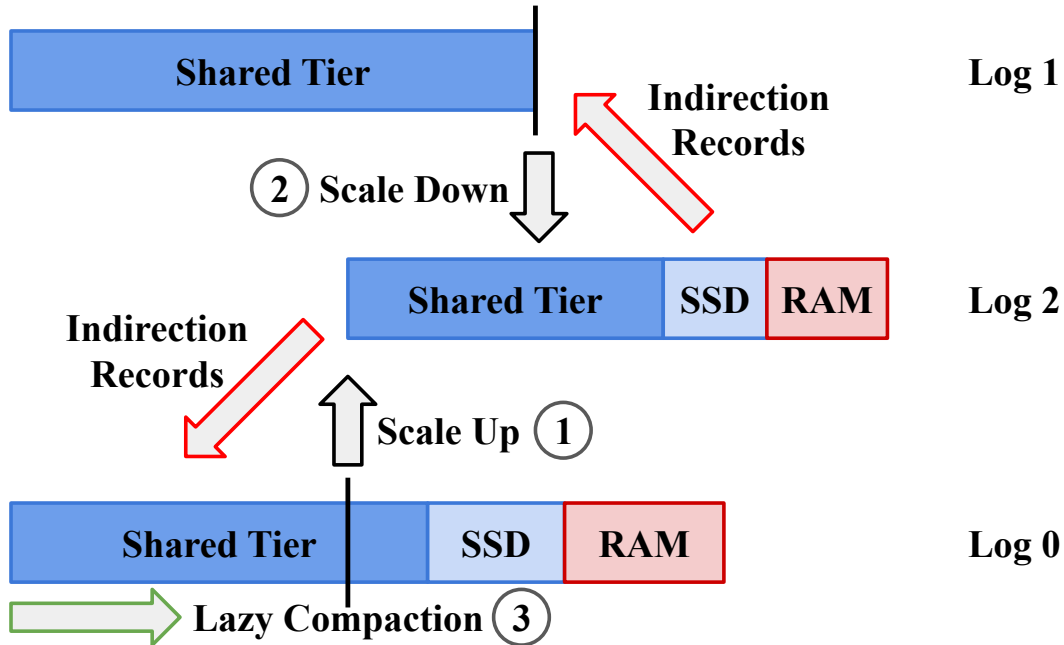 Shared Tier
Log 1
Indirection
Records
2 Scale Down
Shared Tier SSD RAM
Log 2
Indirection
Records
Scale Up 1
Shared Tier SSD RAM
Log 0
Lazy Compaction 3